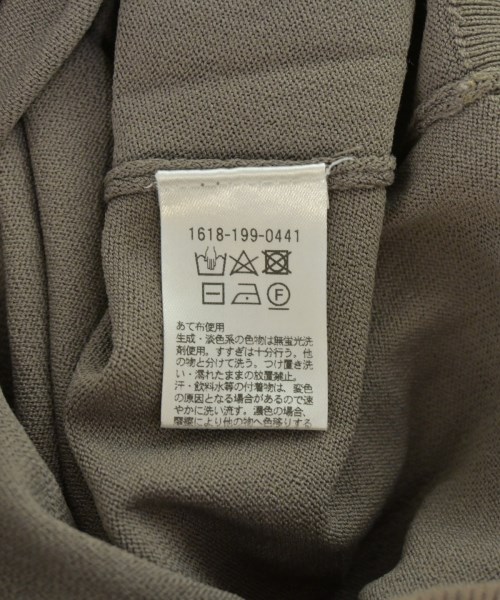 1618-199-0441
F
あて布使用
生成・淡色系の色物は無蛍光洗
剤使用。すすぎは十分行う。他
の物と分けて洗う。つけ置き洗
い・濡れたままの放置禁止。
汗・飲料水等の付着物は、変色
の原因となる場合があるので速
やかに洗い流す。濃色の場合、
摩擦により他の物へ色移りする